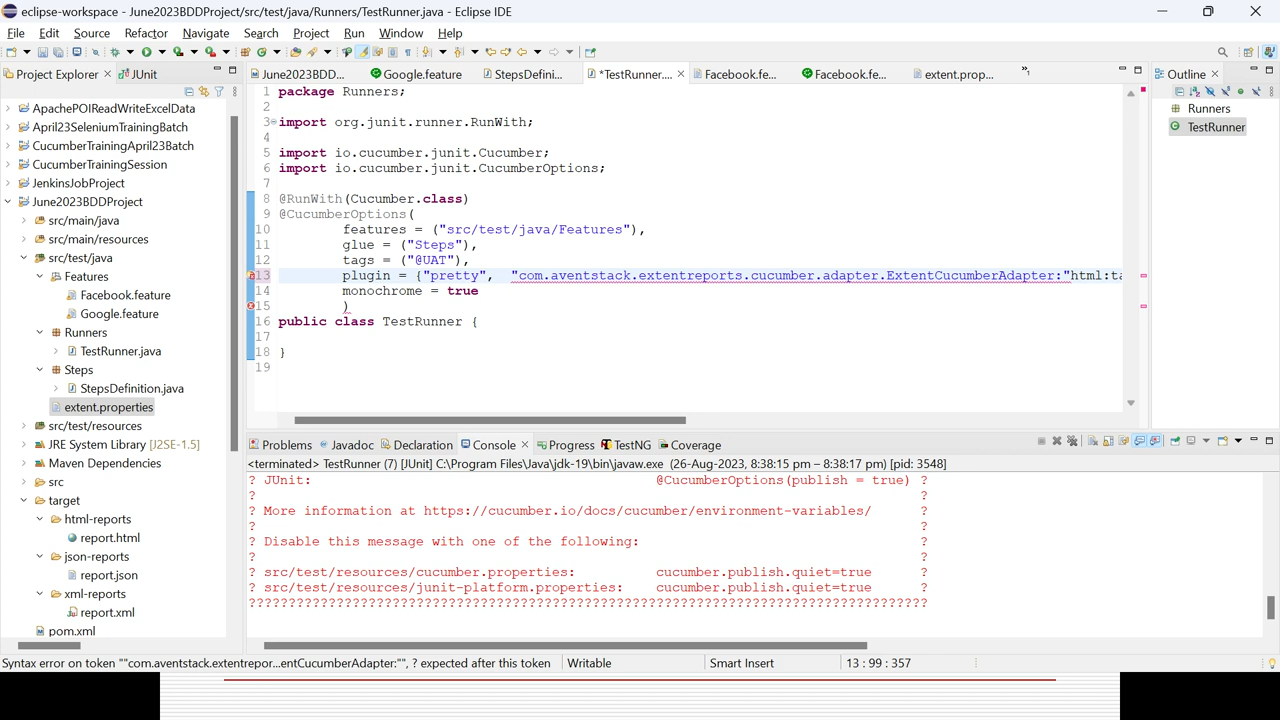 eclipse-workspace - June2023BDDProject/src/test/java/Runners/TestRunner.java - Eclipse IDE
File Edit Source Refactor Navigate Search Project Run Window Help
Project Explorer × JUnit
ApachePOIReadWriteExcelData
April23SeleniumTrainingBatch
CucumberTrainingApril23Batch
CucumberTrainingSession
JenkinsJobProject
June2023BDDProject
src/main/java
src/main/resources
src/test/java
Features
Facebook.feature
Google.feature
Runners
TestRunner.java
Steps
StepsDefinition.java
extent.properties
src/test/resources
JRE System Library [J2SE-1.5]
Maven Dependencies
src
target
html-reports
report.html
json-reports
report.json
xml-reports
report.xml
pom.xml
June2023BDD... Google.feature StepsDefini... *TestRunner.... × Facebook.fe... Facebook.fe... extent.prop... »1
1 package Runners;
2
3 import org.junit.runner.RunWith;
4
5 import io.cucumber.junit.Cucumber;
6 import io.cucumber.junit.CucumberOptions;
7
8 @RunWith(Cucumber.class)
9 @CucumberOptions(
10 features = ("src/test/java/Features"),
11 glue = ("Steps"),
12 tags = ("@UAT"),
13 plugin = {"pretty", "com.aventstack.extentreports.cucumber.adapter.ExtentCucumberAdapter:"html:ta
14 monochrome = true
15 )
16 public class TestRunner {
17
18 }
19
Outline ×
Runners
TestRunner
Problems Javadoc Declaration Console × Progress TestNG Coverage
<terminated> TestRunner (7) [JUnit] C:\Program Files\Java\jdk-19\bin\javaw.exe (26-Aug-2023, 8:38:15 pm – 8:38:17 pm) [pid: 3548]
? JUnit: @CucumberOptions(publish = true) ?
? ?
? More information at https://cucumber.io/docs/cucumber/environment-variables/ ?
? ?
? Disable this message with one of the following: ?
? ?
? src/test/resources/cucumber.properties: cucumber.publish.quiet=true ?
? src/test/resources/junit-platform.properties: cucumber.publish.quiet=true ?
?????????????????????????????????????????????????????????????????????????????????????
Syntax error on token ""com.aventstack.extentrepor...entCucumberAdapter:"", ? expected after this token Writable Smart Insert 13 : 99 : 357